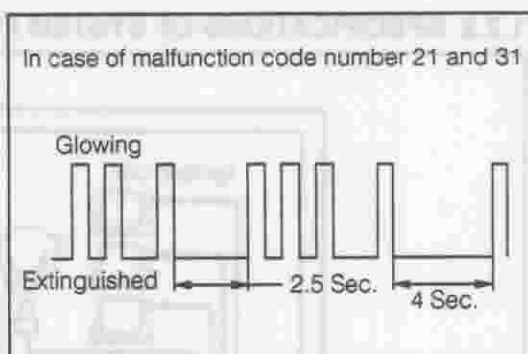 In case of malfunction code number 21 and 31
Glowing
Extinguished
2.5 Sec.
4 Sec.